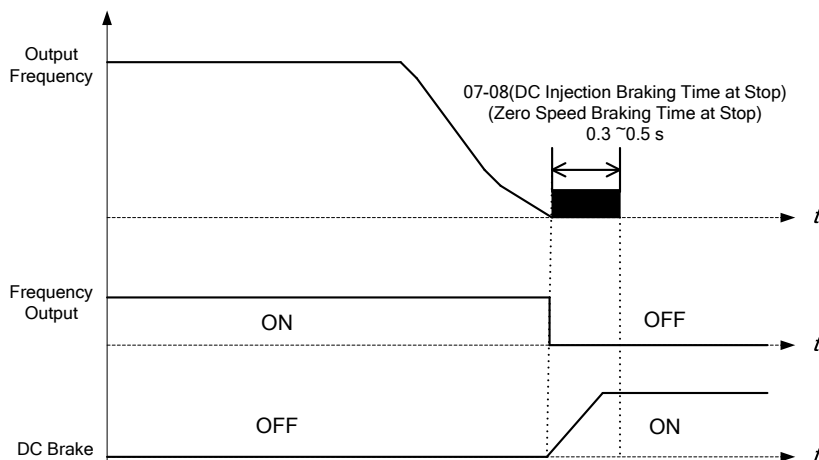 Output
Frequency
07-08(DC Injection Braking Time at Stop)
(Zero Speed Braking Time at Stop)
0.3 ~0.5 s
t
Frequency
Output
ON
OFF
t
OFF
ON
DC Brake
t